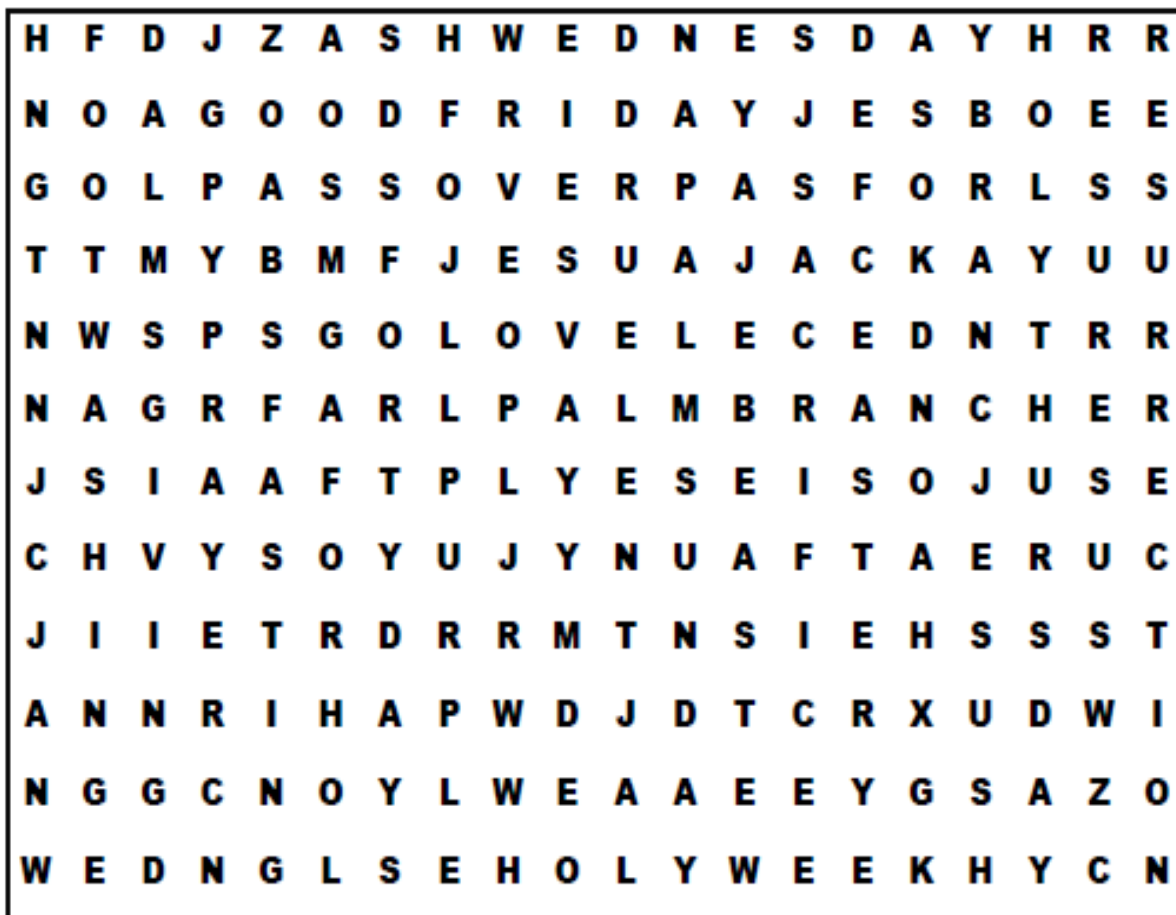 H F D J Z A S H W E D N E S D A Y H R R
N O A G O O D F R I D A Y J E S B O E E
G O L P A S S O V E R P A S F O R L S S
T T M Y B M F J E S U A J A C K A Y U U
N W S P S G O L O V E L E C E D N T R R
N A G R F A R L P A L M B R A N C H E R
J S I A A F T P L Y E S E I S O J U S E
C H V Y S O Y U J Y N U A F T A E R U C
J I I E T R D R R M T N S I E H S S S T
A N N R I H A P W D J D T C R X U D W I
N G G C N O Y L W E A A E E Y G S A Z O
W E D N G L S E H O L Y W E E K H Y C N